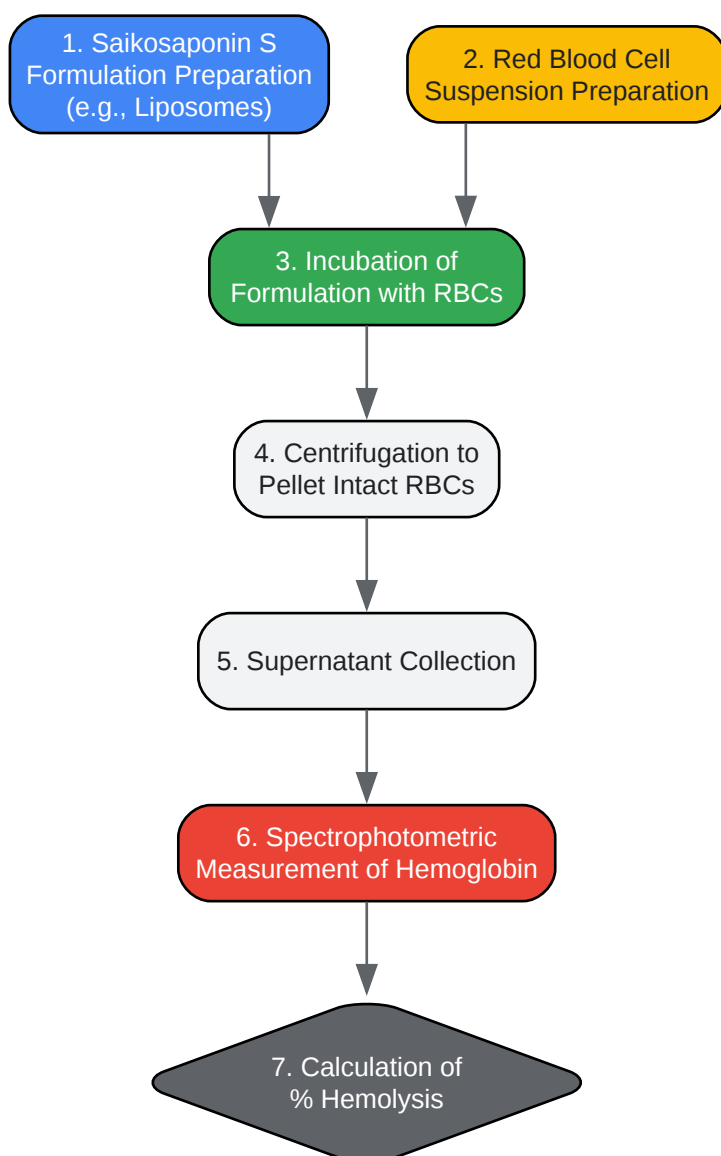 1. Saikosaponin S
Formulation Preparation
(e.g., Liposomes)
2. Red Blood Cell
Suspension Preparation
3. Incubation of
Formulation with RBCs
4. Centrifugation to
Pellet Intact RBCs
5. Supernatant Collection
6. Spectrophotometric
Measurement of Hemoglobin
7. Calculation of
% Hemolysis